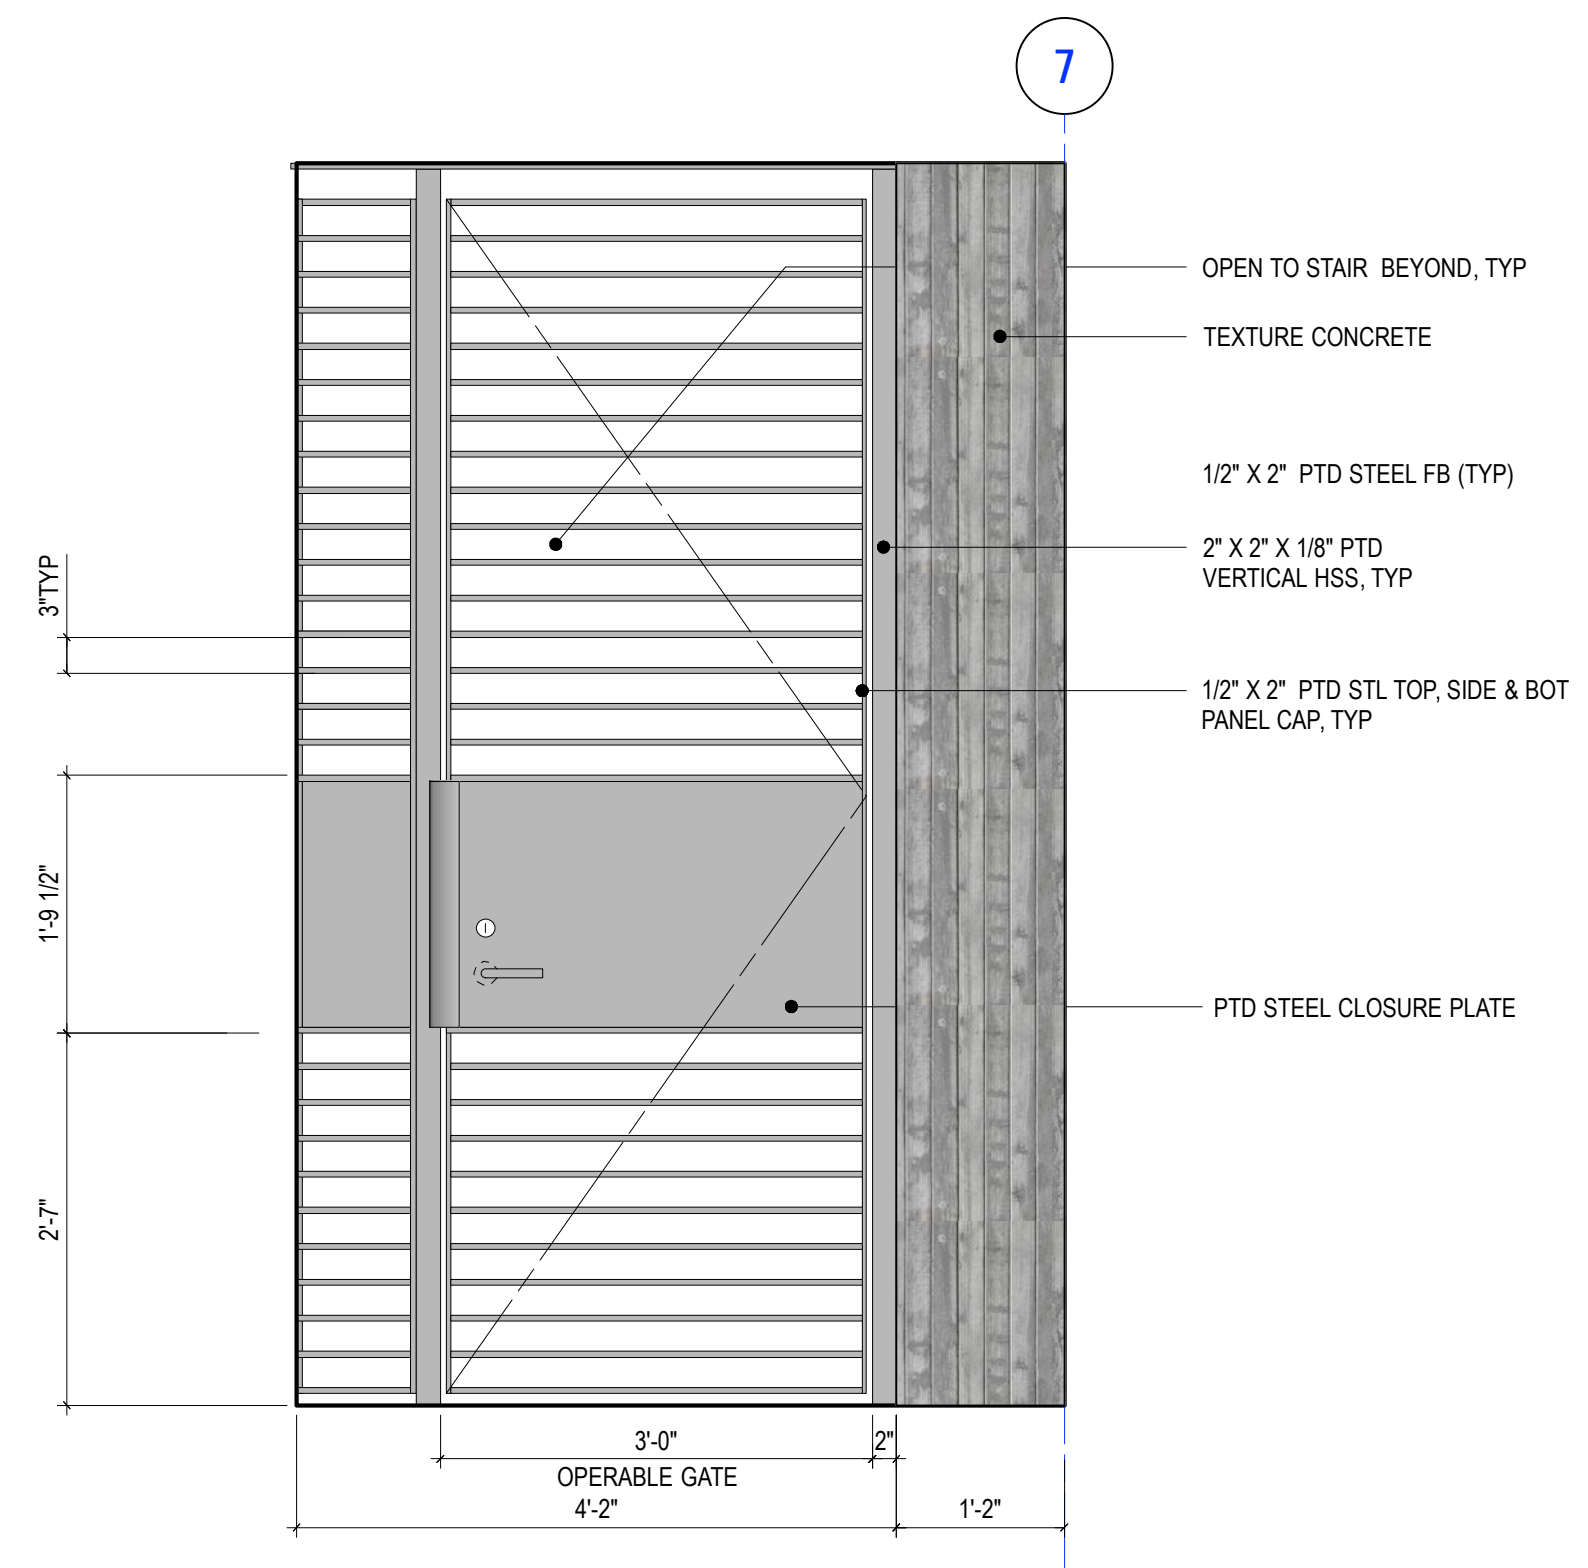 7
OPEN TO STAIR BEYOND, TYP
TEXTURE CONCRETE
1/2" X 2" PTD STEEL FB (TYP)
2" X 2" X 1/8" PTD
VERTICAL HSS, TYP
3"TYP
1/2" X 2" PTD STL TOP, SIDE & BOT
PANEL CAP, TYP
1'-9 1/2"
PTD STEEL CLOSURE PLATE
2'-7"
3'-0"
2"
OPERABLE GATE
4'-2"
1'-2"